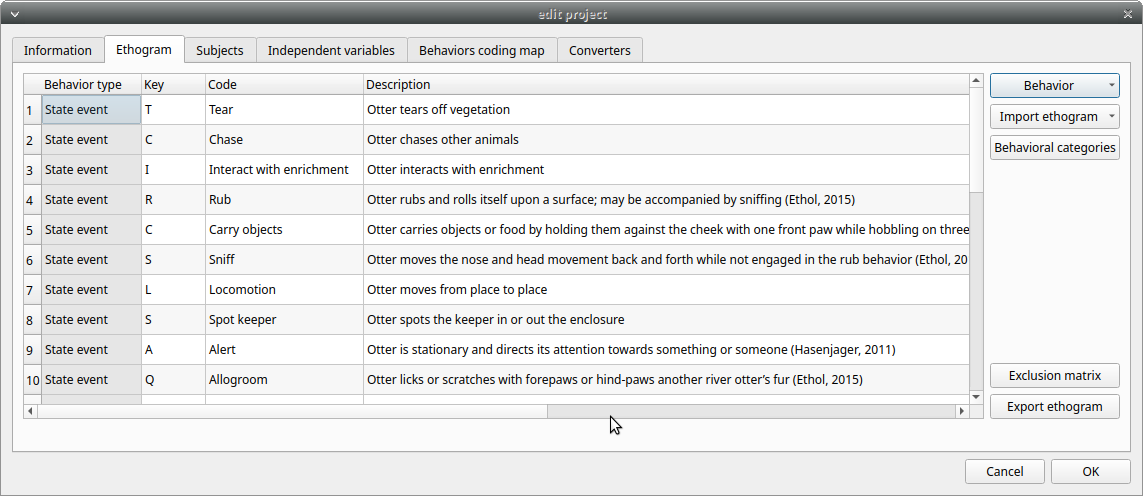 edit project
Information Ethogram Subjects Independent variables Behaviors coding map Converters
Behavior type Key Code Description
1 State event T Tear Otter tears off vegetation
2 State event C Chase Otter chases other animals
3 State event I Interact with enrichment Otter interacts with enrichment
4 State event R Rub Otter rubs and rolls itself upon a surface; may be accompanied by sniffing (Ethol, 2015)
5 State event C Carry objects Otter carries objects or food by holding them against the cheek with one front paw while hobbling on three
6 State event S Sniff Otter moves the nose and head movement back and forth while not engaged in the rub behavior (Ethol, 20
7 State event L Locomotion Otter moves from place to place
8 State event S Spot keeper Otter spots the keeper in or out the enclosure
9 State event A Alert Otter is stationary and directs its attention towards something or someone (Hasenjager, 2011)
10 State event Q Allogroom Otter licks or scratches with forepaws or hind-paws another river otter’s fur (Ethol, 2015)
Behavior
Import ethogram
Behavioral categories
Exclusion matrix
Export ethogram
Cancel OK